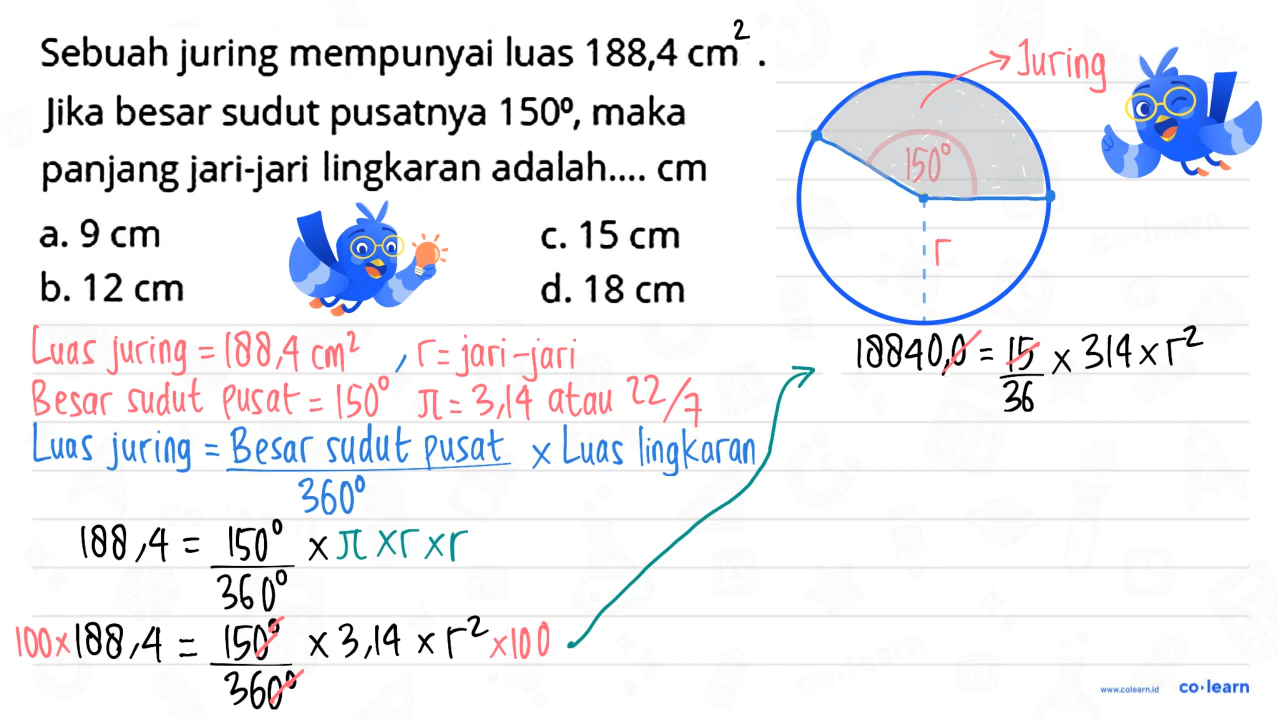 Sebuah juring mempunyai luas 188,4 cm².
Jika besar sudut pusatnya 150°, maka
panjang jari-jari lingkaran adalah.... cm
a. 9 cm
c. 15 cm
b. 12 cm
d. 18 cm
Juring
150°
r
Luas juring = 188,4 cm² , r = jari-jari
Besar sudut pusat = 150° π = 3,14 atau 22/7
Luas juring = Besar sudut pusat / 360° × Luas lingkaran
188,4 = 150° / 360° × π × r × r
100× 188,4 = 150° / 360° × 3,14 × r² ×100
18840,0 = 15 / 36 × 314 × r²
www.colearn.id co·learn